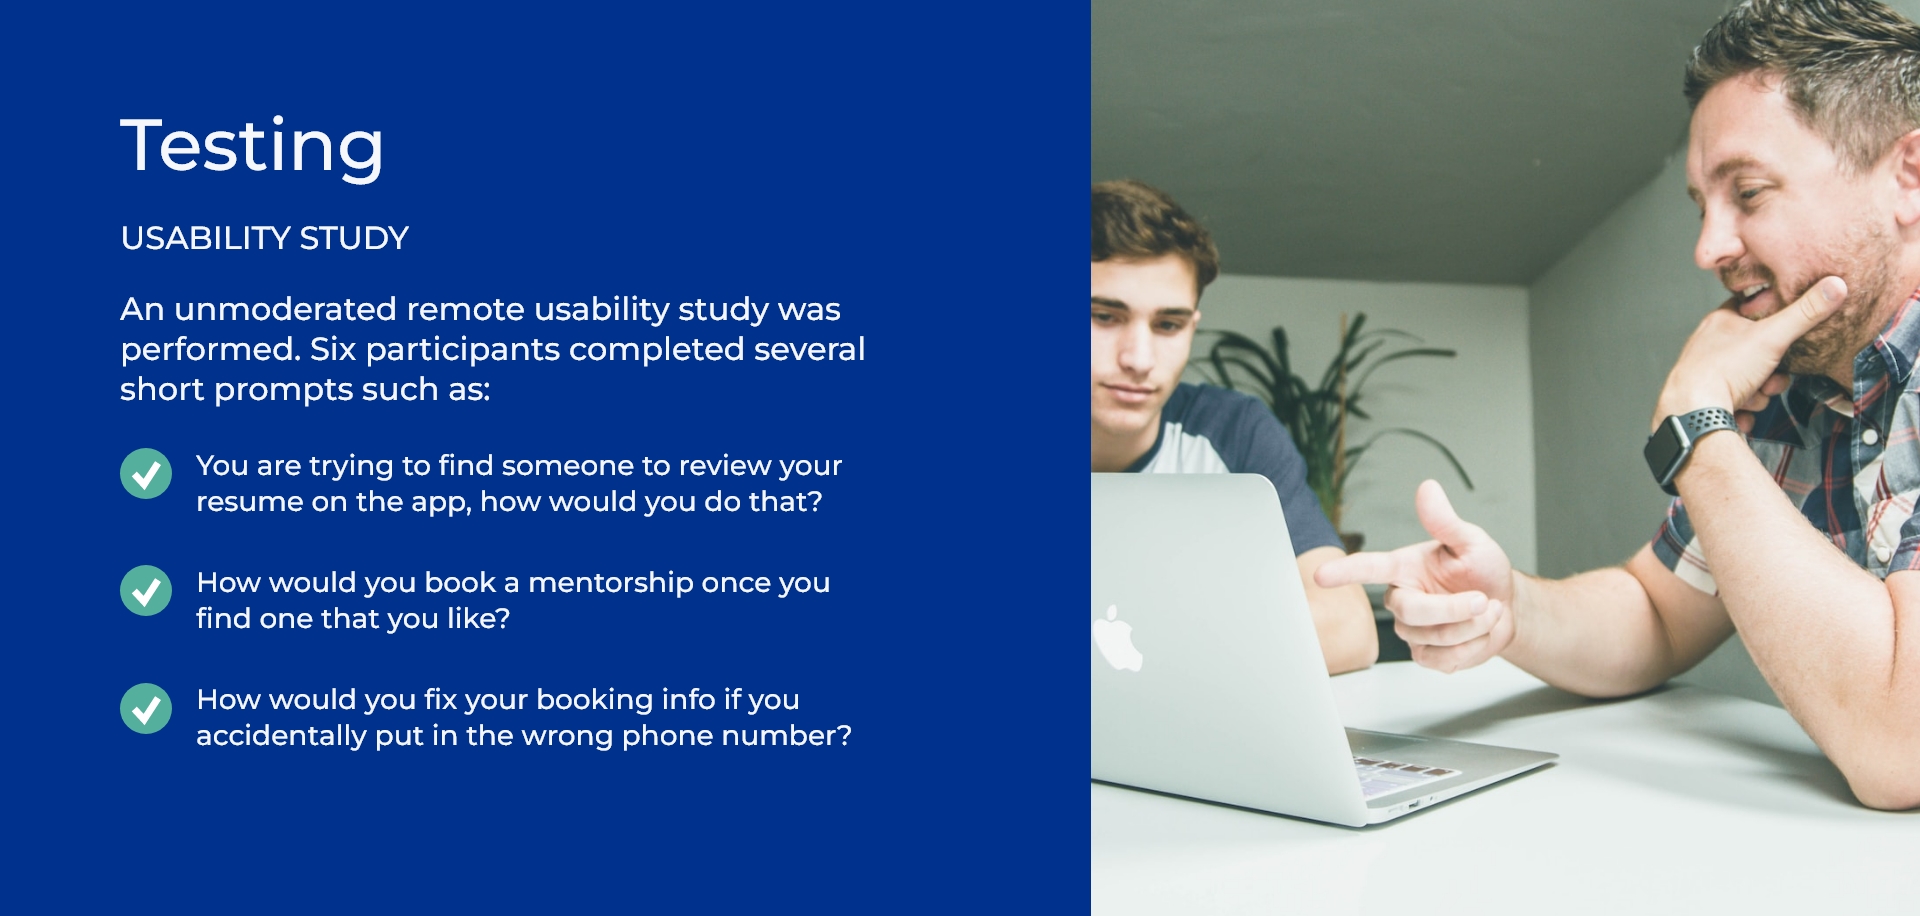 Testing
USABILITY STUDY
An unmoderated remote usability study was
performed. Six participants completed several
short prompts such as:
You are trying to find someone to review your
resume on the app, how would you do that?
How would you book a mentorship once you
find one that you like?
How would you fix your booking info if you
accidentally put in the wrong phone number?